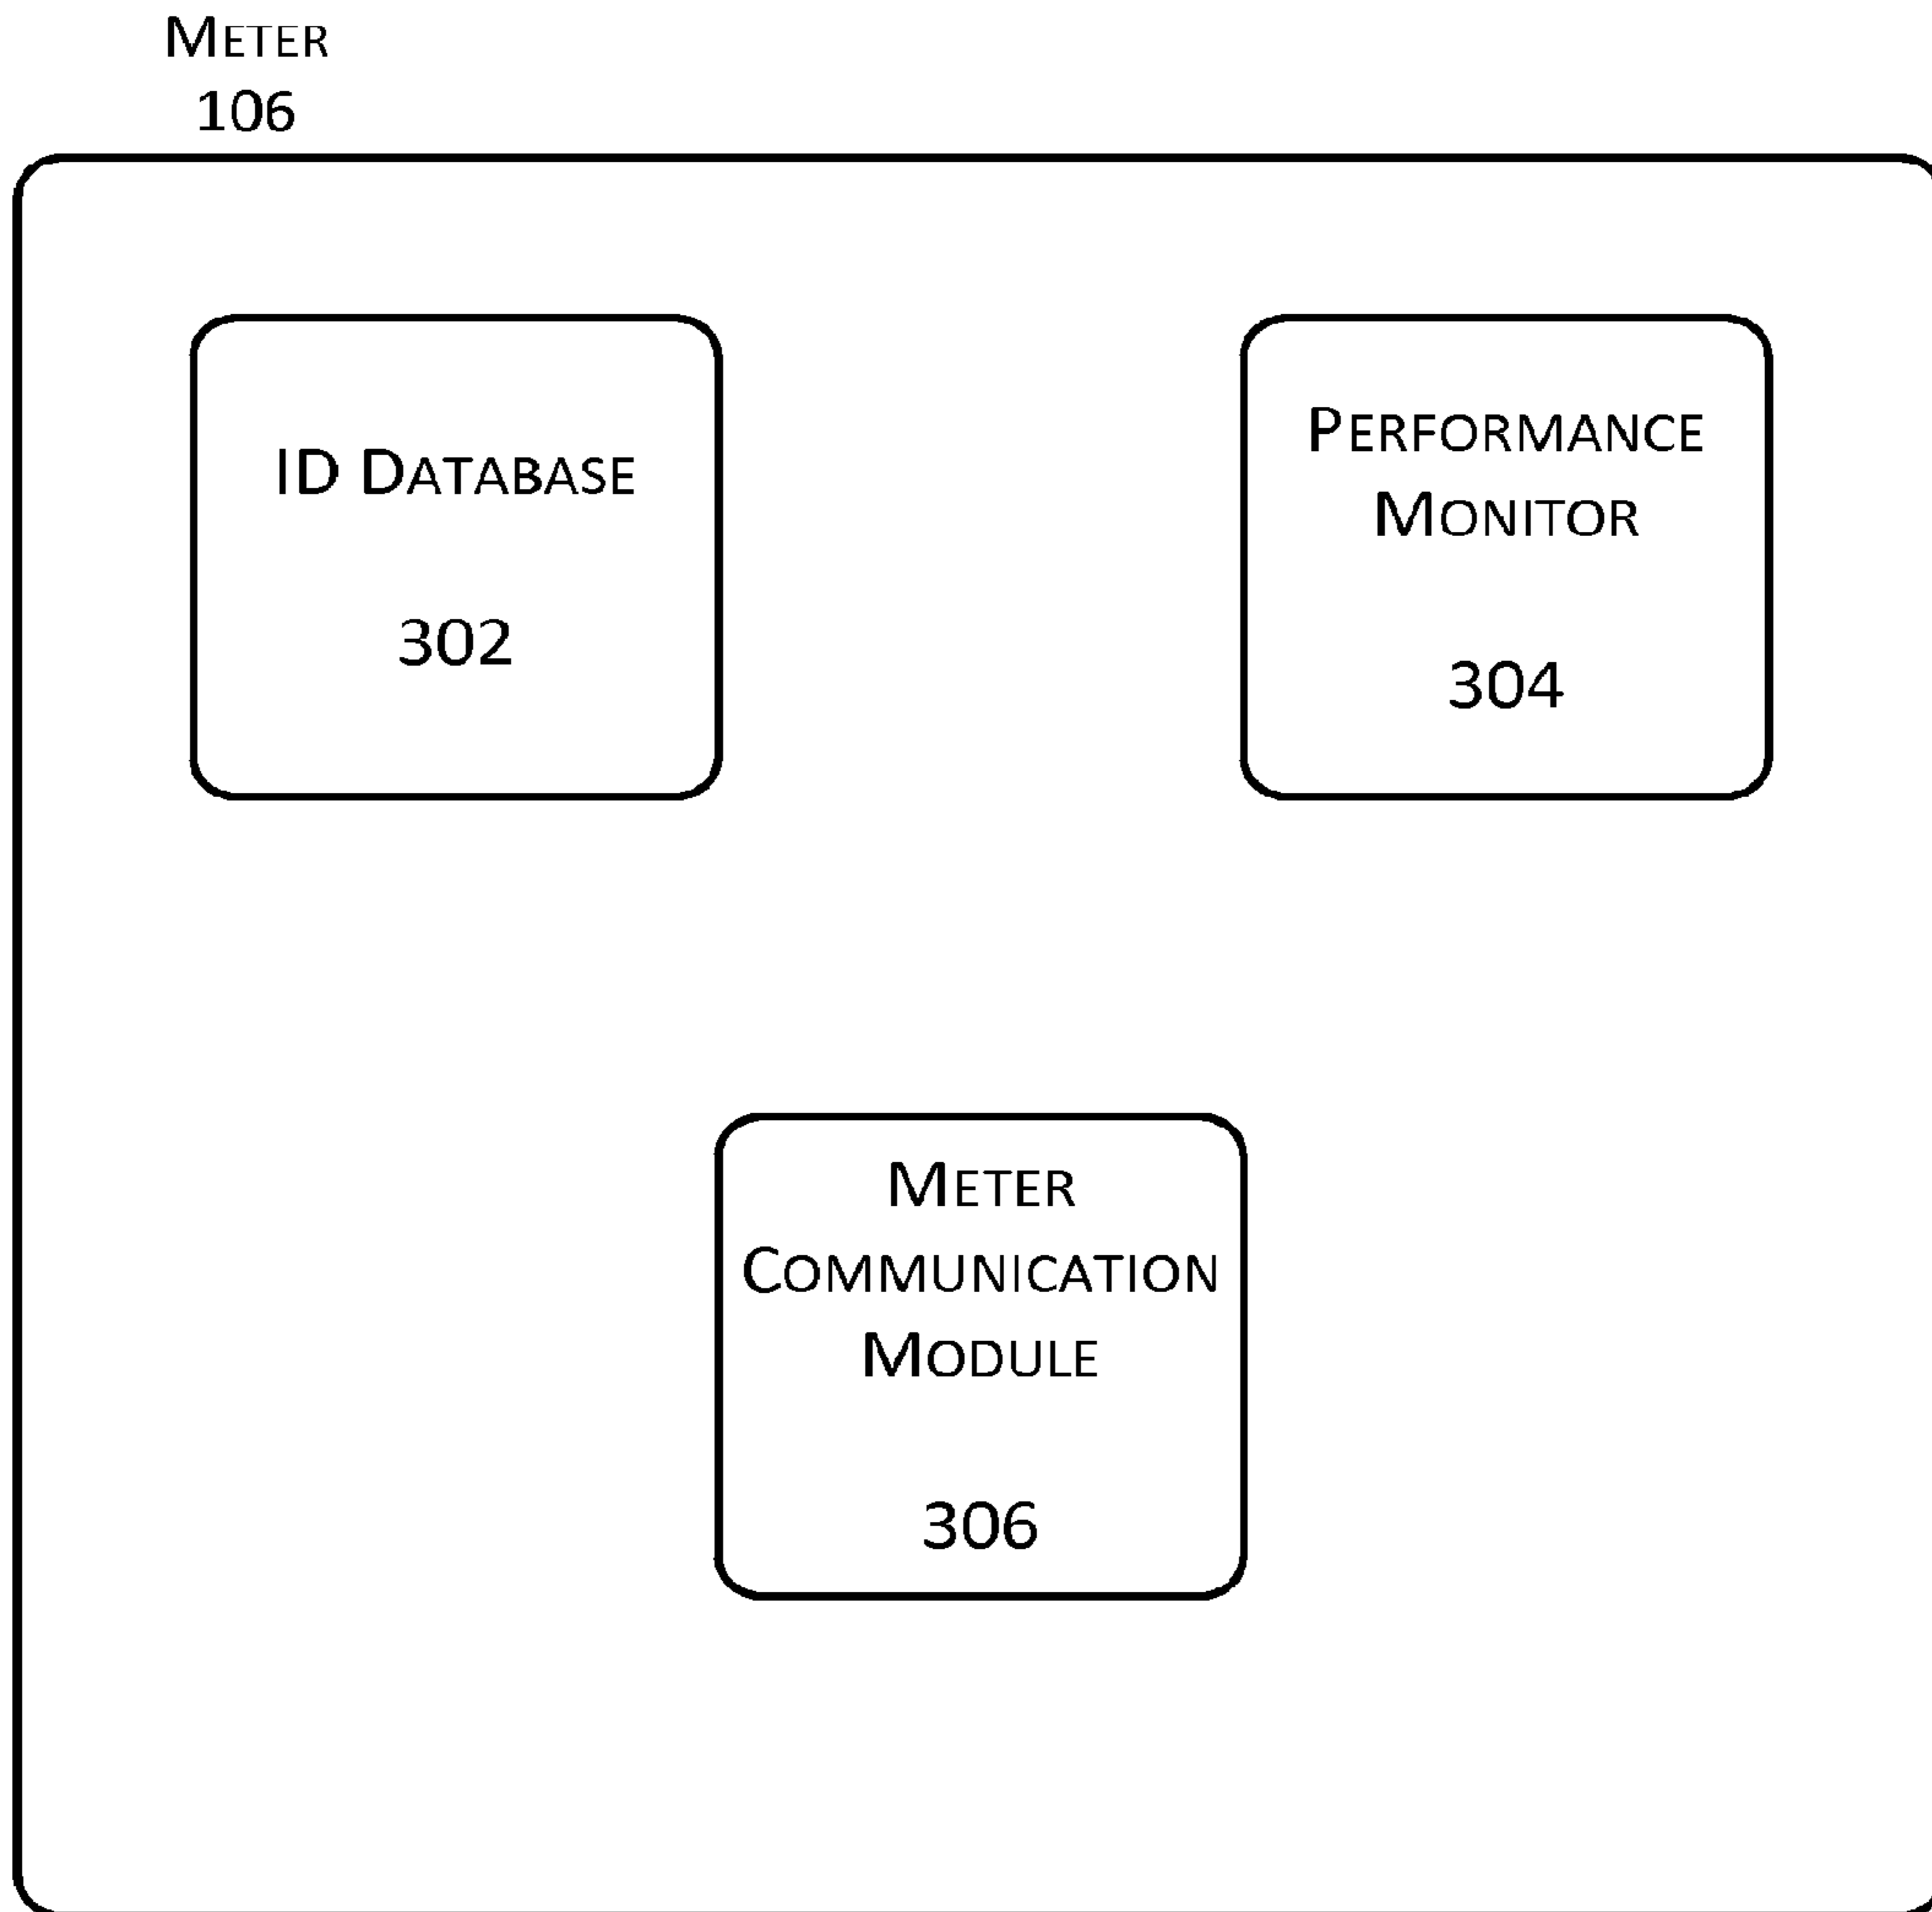 METER
106
ID DATABASE
302
PERFORMANCE
MONITOR
304
METER
COMMUNICATION
MODULE
306